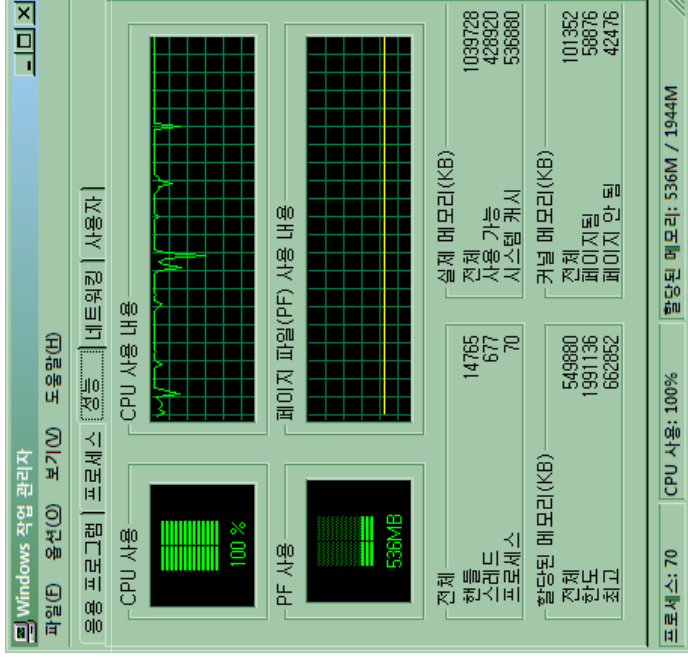 Windows 작업 관리자
파일(F) 옵션(O) 보기(V) 도움말(H)
응용 프로그램 프로세스 성능 네트워킹 사용자
CPU 사용
100 %
CPU 사용 내용
PF 사용
536MB
페이지 파일(PF) 사용 내용
전체
핸들 14765
스레드 677
프로세스 70
실제 메모리(KB)
전체 1039728
사용 가능 428920
시스템 캐시 536880
할당된 메모리(KB)
전체 549880
한도 1991136
최고 662852
커널 메모리(KB)
전체 101352
페이지됨 58876
페이지 안 됨 42476
프로세스: 70 CPU 사용: 100% 할당된 메모리: 536M / 1944M